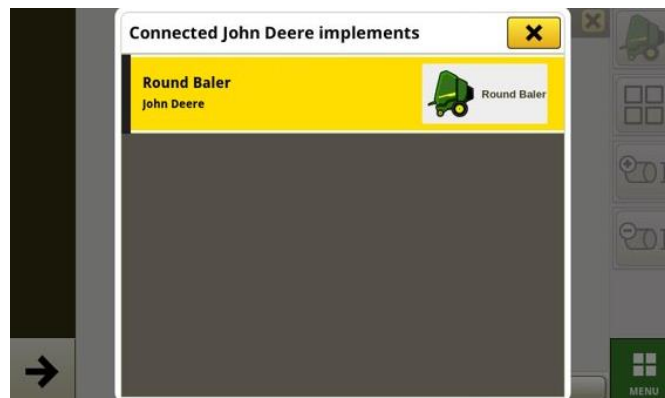 Connected John Deere implements
Round Baler
John Deere
Round Baler
MENU